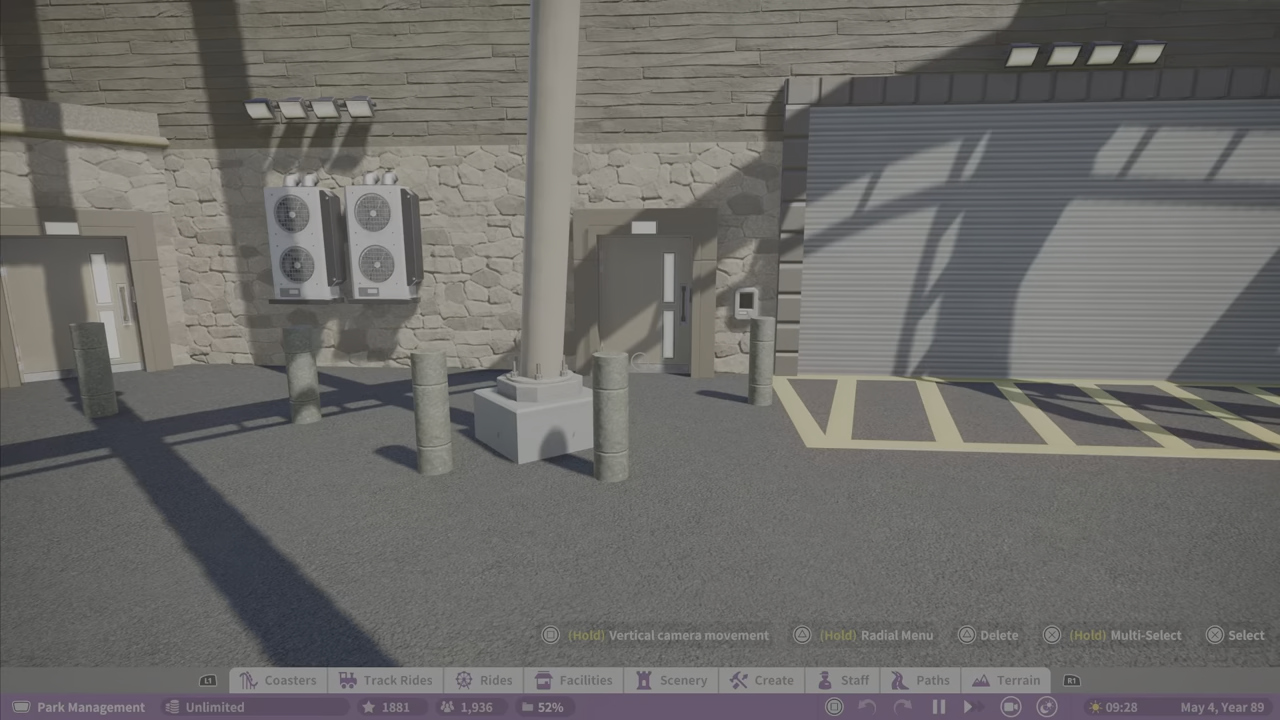 (Hold) Vertical camera movement (Hold) Radial Menu Delete (Hold) Multi-Select Select
L1 Coasters Track Rides Rides Facilities Scenery Create Staff Paths Terrain R1
Park Management Unlimited 1881 1,936 52% 09:28 May 4, Year 89